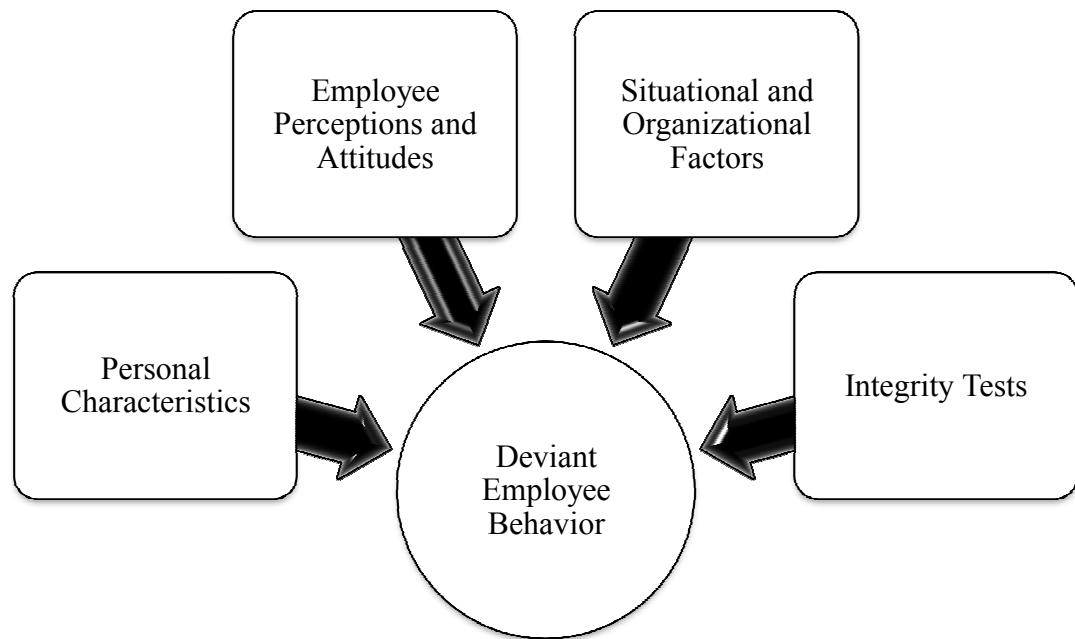 Employee
Perceptions and
Attitudes
Situational and
Organizational
Factors
Personal
Characteristics
Integrity Tests
Deviant
Employee
Behavior